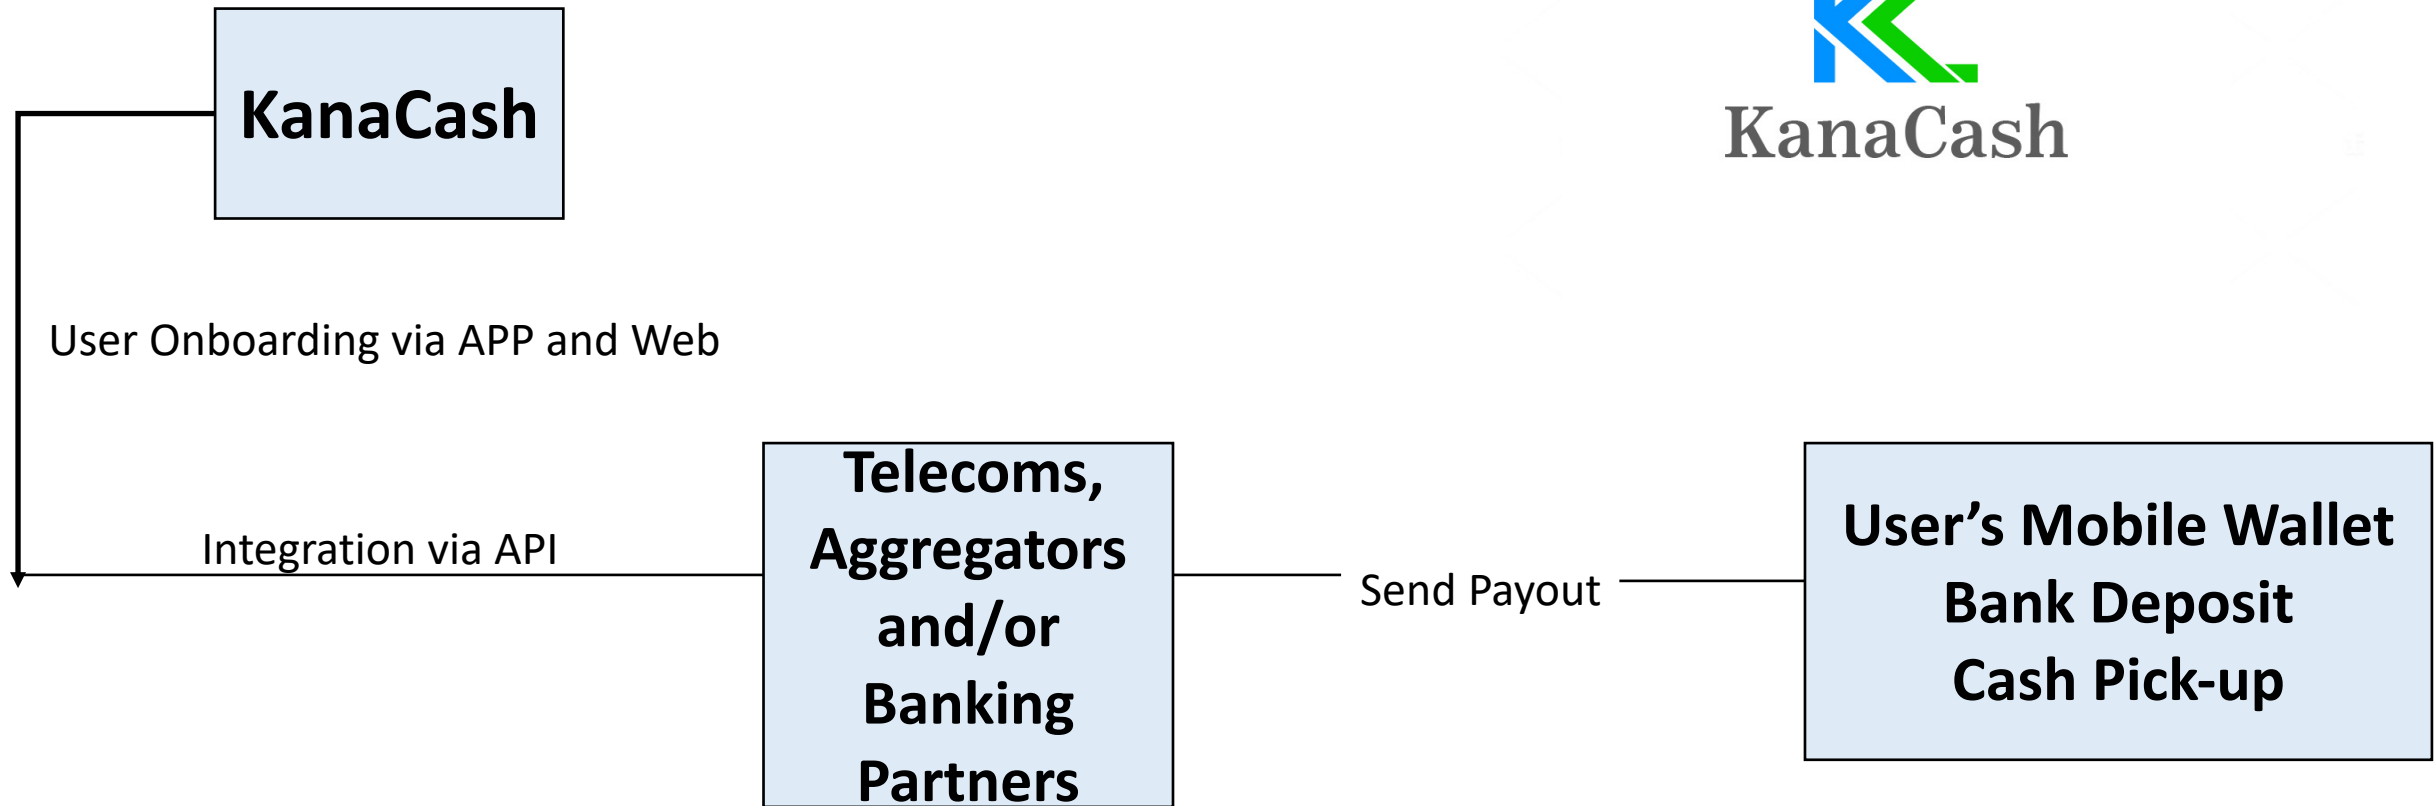 KanaCash
KanaCash
User Onboarding via APP and Web
Integration via API
Telecoms,
Aggregators
and/or
Banking
Partners
Send Payout
User’s Mobile Wallet
Bank Deposit
Cash Pick-up